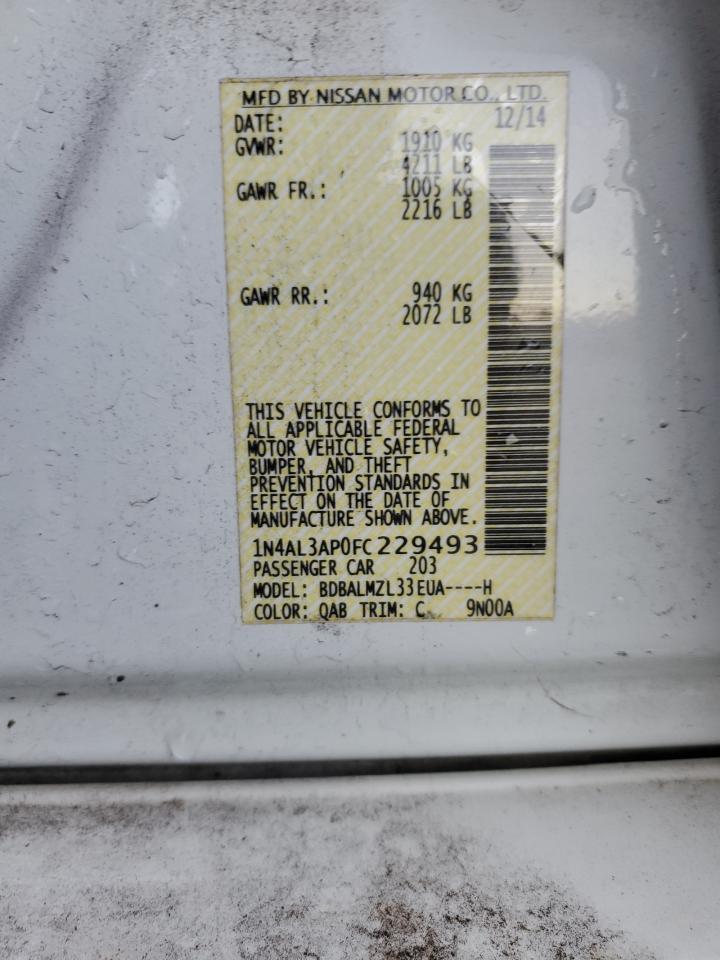 MFD BY NISSAN MOTOR CO., LTD.
DATE: 12/14
GVWR: 1910 KG
4211 LB
GAWR FR.: 1005 KG
2216 LB
GAWR RR.: 940 KG
2072 LB
THIS VEHICLE CONFORMS TO
ALL APPLICABLE FEDERAL
MOTOR VEHICLE SAFETY,
BUMPER, AND THEFT
PREVENTION STANDARDS IN
EFFECT ON THE DATE OF
MANUFACTURE SHOWN ABOVE.
1N4AL3AP0FC229493
PASSENGER CAR 203
MODEL: BDBALMZL33EUA----H
COLOR: QAB TRIM: C 9N00A